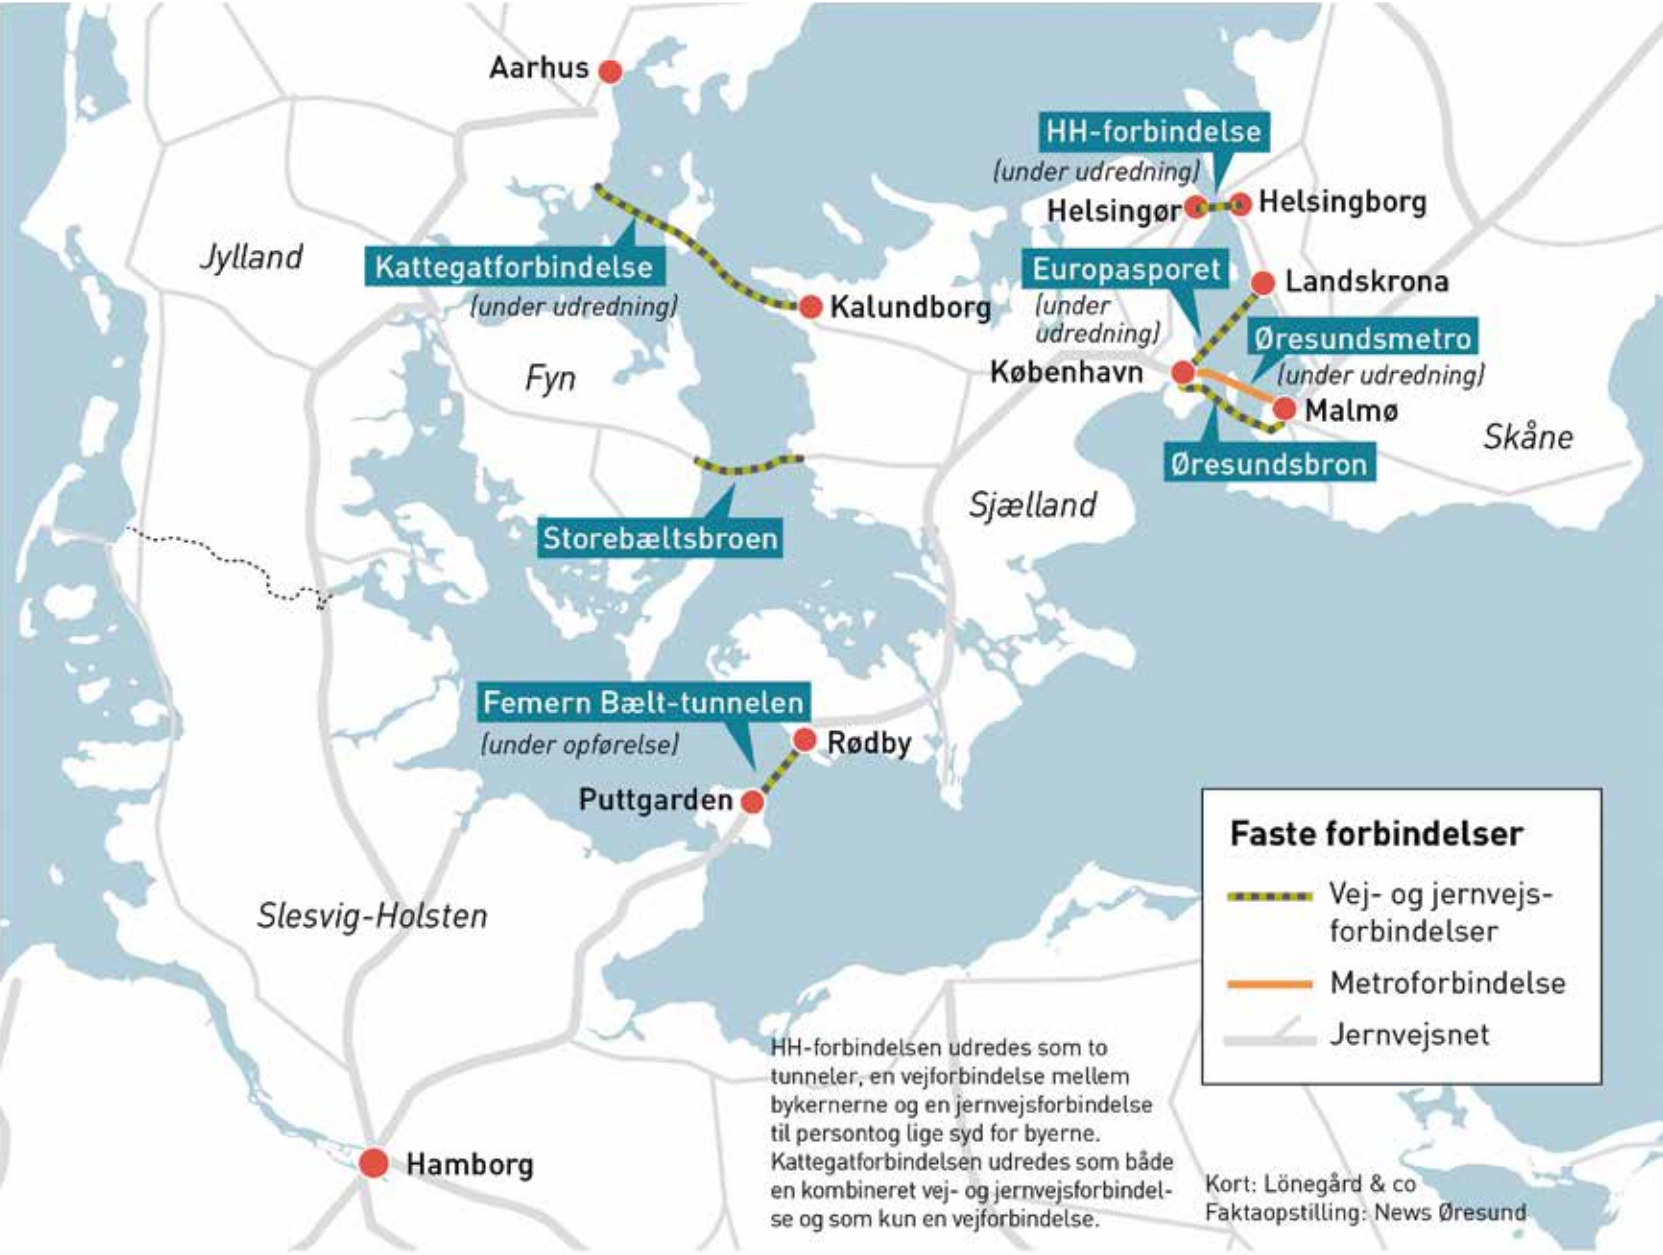 Aarhus
HH-forbindelse
(under udredning)
Helsingør
Helsingborg
Jylland
Kattegatforbindelse
(under udredning)
Kalundborg
Europasporet
(under
udredning)
Landskrona
Øresundsmetro
(under udredning)
København
Malmø
Fyn
Skåne
Øresundsbron
Sjælland
Storebæltsbroen
Femern Bælt-tunnelen
(under opførelse)
Rødby
Puttgarden
Slesvig-Holsten
Hamborg
Faste forbindelser
Vej- og jernvejs-
forbindelser
Metroforbindelse
Jernvejsnet
HH-forbindelsen udredes som to
tunneler, en vejforbindelse mellem
bykernerne og en jernvejsforbindelse
til persontog lige syd for byerne.
Kattegatforbindelsen udredes som både
en kombineret vej- og jernvejsforbindel-
se og som kun en vejforbindelse.
Kort: Lönegård & co
Faktaopstilling: News Øresund